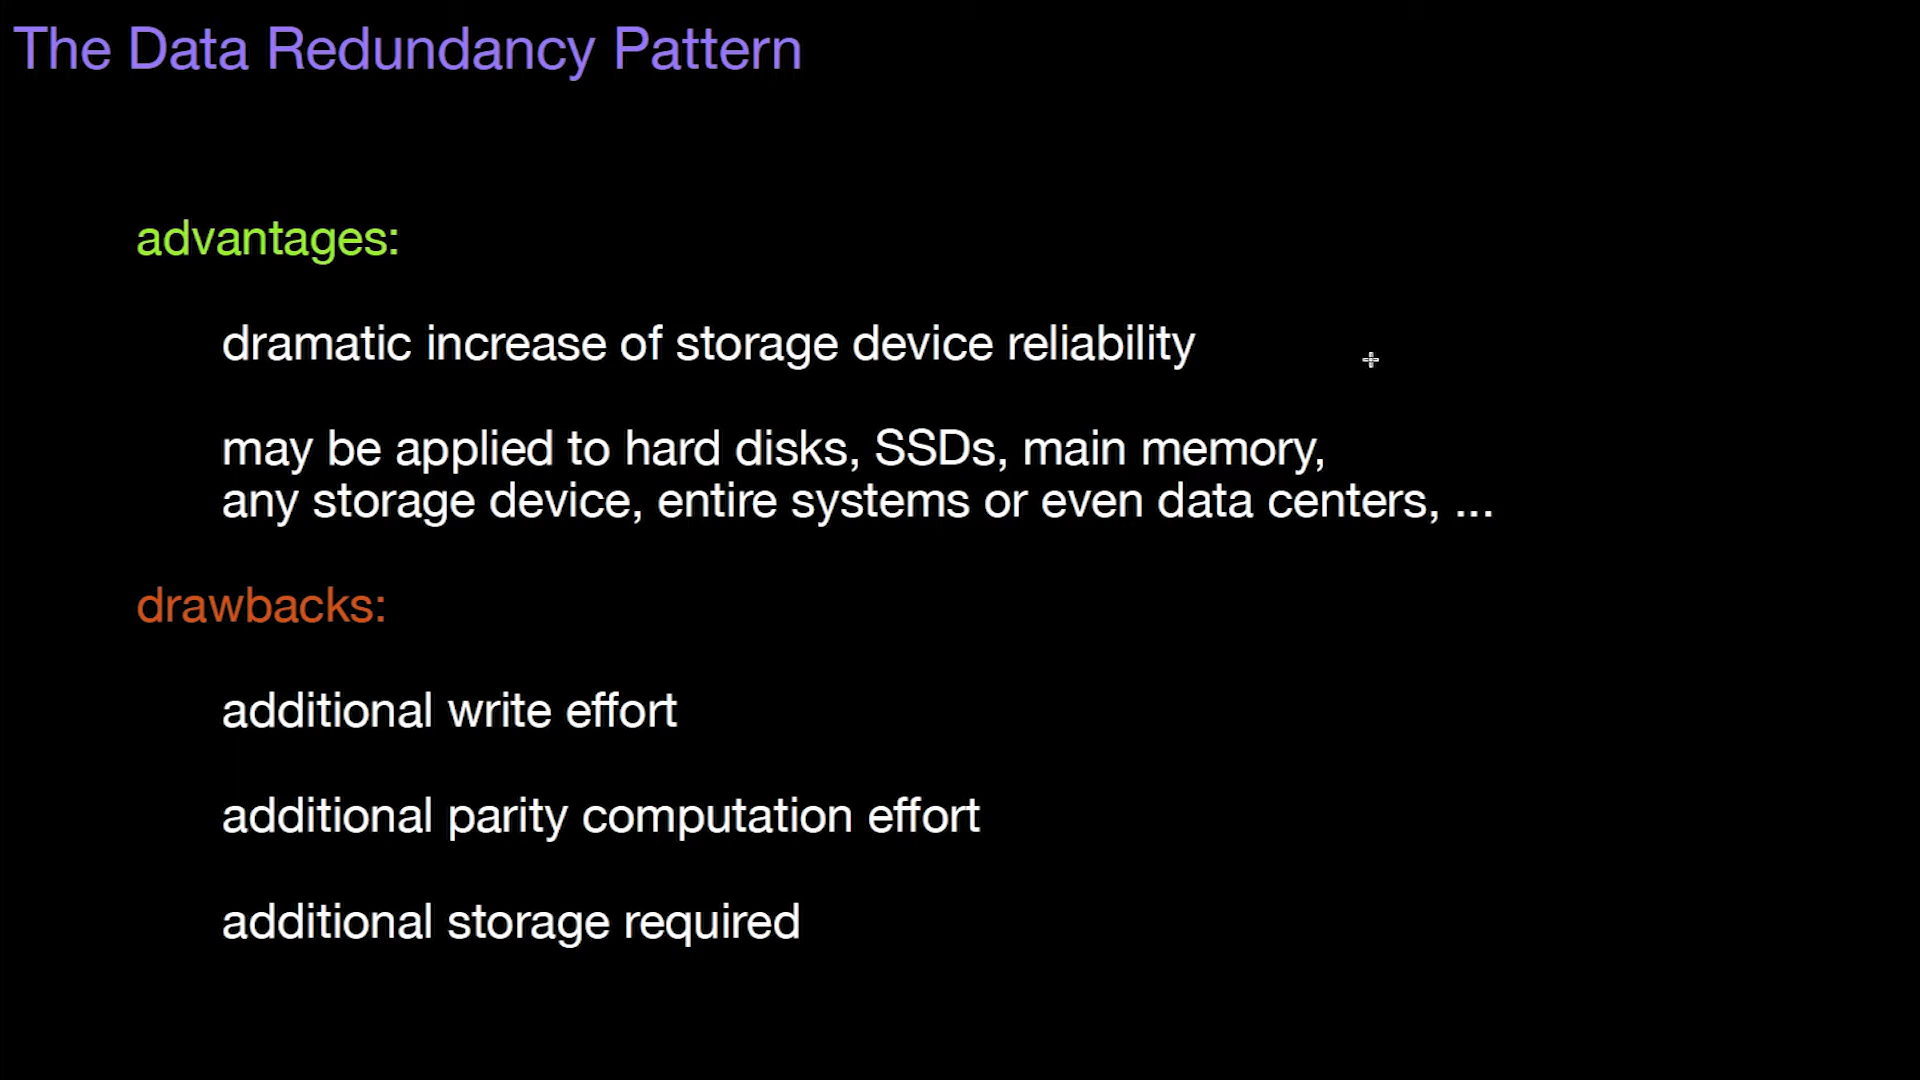 The Data Redundancy Pattern
advantages:
dramatic increase of storage device reliability
may be applied to hard disks, SSDs, main memory,
any storage device, entire systems or even data centers, ...
drawbacks:
additional write effort
additional parity computation effort
additional storage required